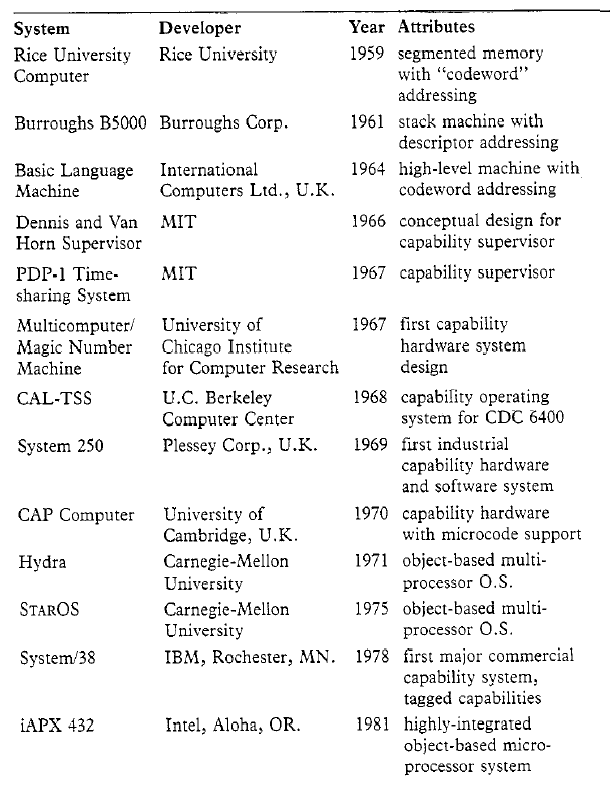 System Developer Year Attributes
Rice University Rice University 1959 segmented memory
Computer with “codeword”
addressing
Burroughs B5000 Burroughs Corp. 1961 stack machine with
descriptor addressing
Basic Language International 1964 high-level machine with
Machine Computers Ltd., U.K. codeword addressing
Dennis and Van MIT 1966 conceptual design for
Horn Supervisor capability supervisor
PDP-1 Time- MIT 1967 capability supervisor
sharing System
Multicomputer/ University of 1967 first capability
Magic Number Chicago Institute hardware system
Machine for Computer Research design
CAL-TSS U.C. Berkeley 1968 capability operating
Computer Center system for CDC 6400
System 250 Plessey Corp., U.K. 1969 first industrial
capability hardware
and software system
CAP Computer University of 1970 capability hardware
Cambridge, U.K. with microcode support
Hydra Carnegie-Mellon 1971 object-based multi-
University processor O.S.
STAROS Carnegie-Mellon 1975 object-based multi-
University processor O.S.
System/38 IBM, Rochester, MN. 1978 first major commercial
capability system,
tagged capabilities
iAPX 432 Intel, Aloha, OR. 1981 highly-integrated
object-based micro-
processor system